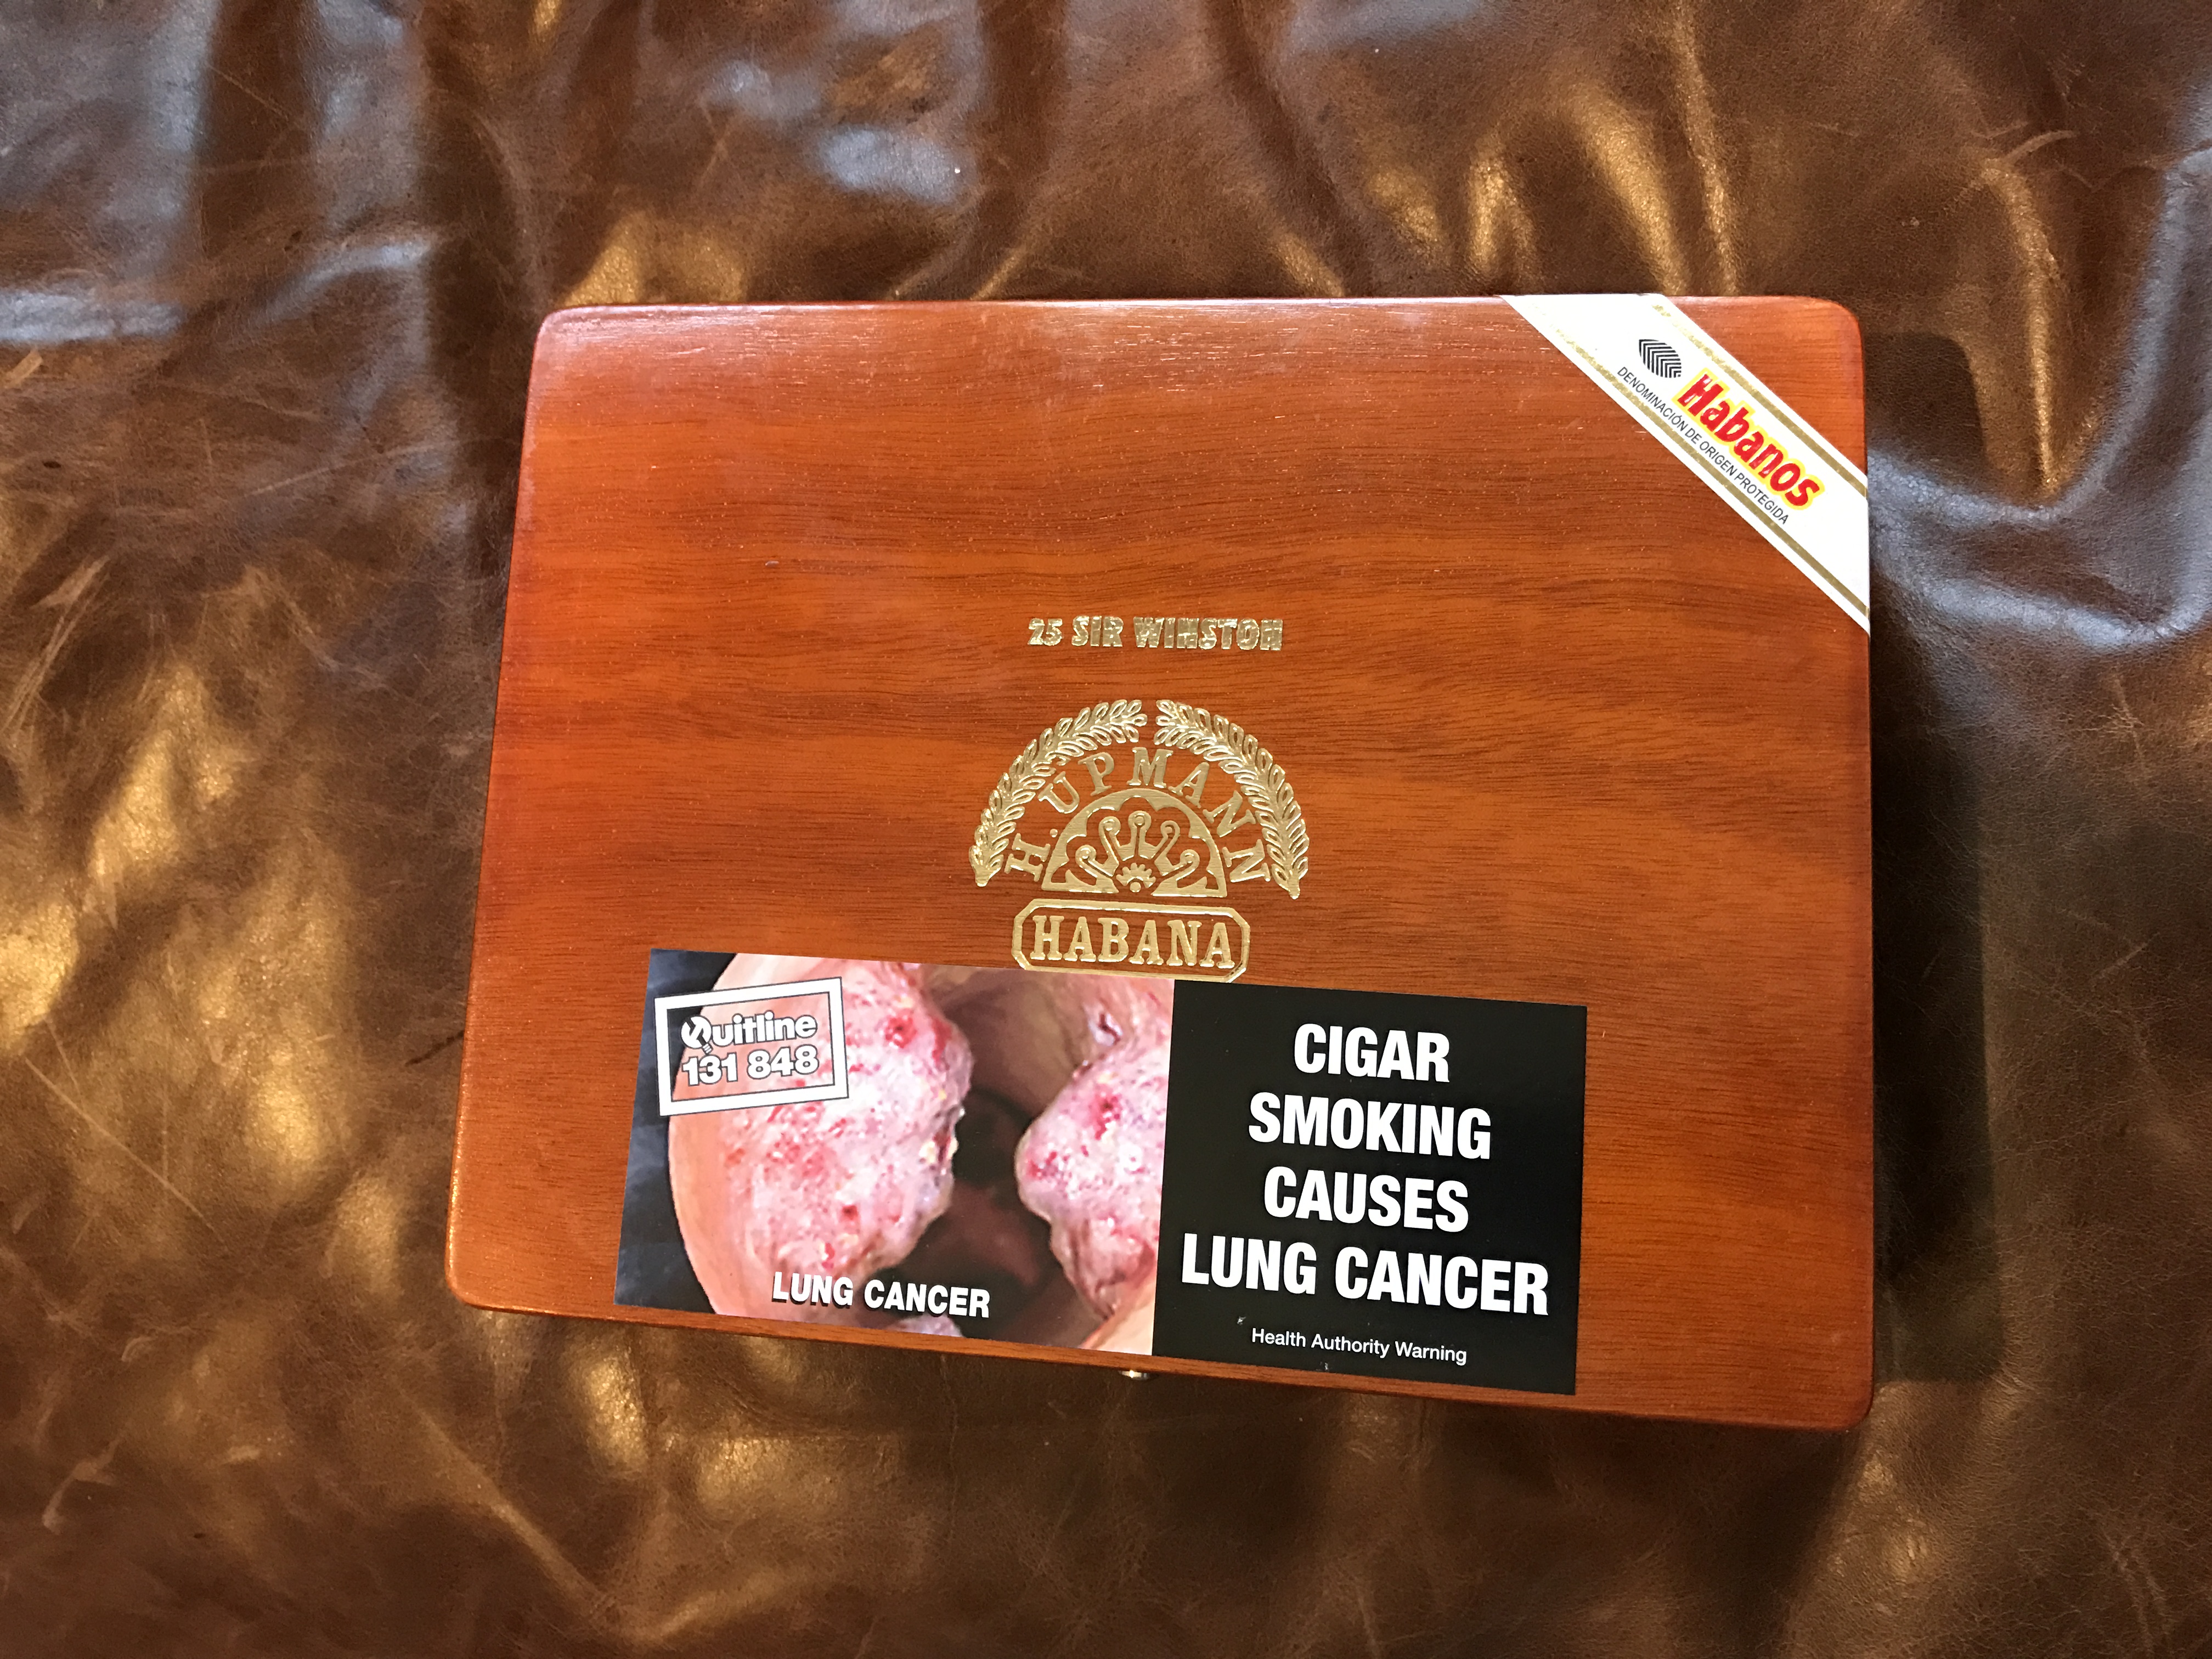 Habanos
DENOMINACIÓN DE ORIGEN PROTEGIDA
25 SIR WINSTON
H. UPMANN
HABANA
Quitline
131 848
LUNG CANCER
CIGAR
SMOKING
CAUSES
LUNG CANCER
Health Authority Warning